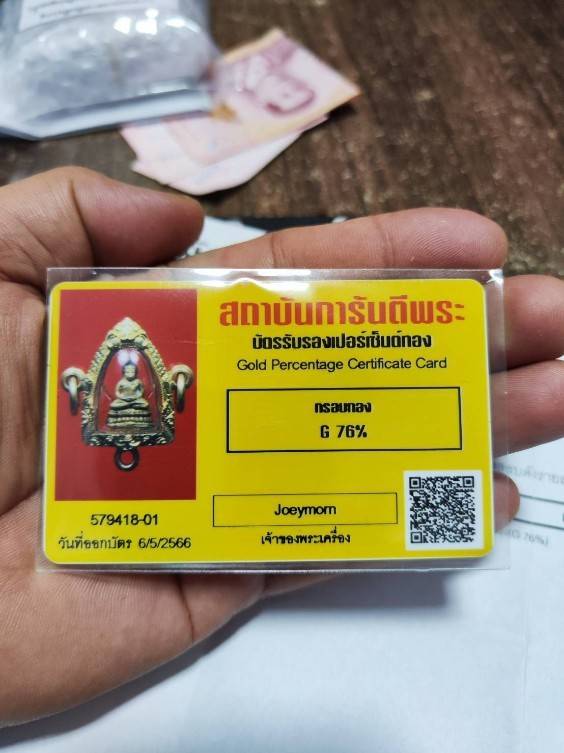 สถาบันการันตีพระ
บัตรรับรองเปอร์เซ็นต์ทอง
Gold Percentage Certificate Card
กรอบทอง
G 76%
Joeymorn
เจ้าของพระเครื่อง
579418-01
วันที่ออกบัตร 6/5/2566